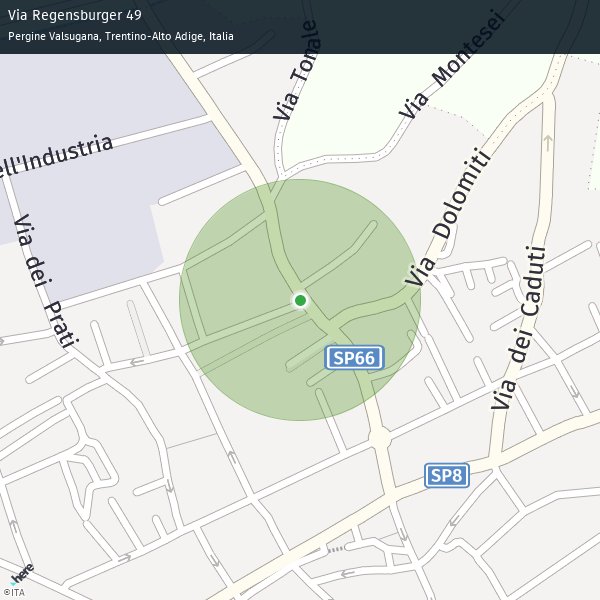 Via Regensburger 49
Pergine Valsugana, Trentino-Alto Adige, Italia
Via Tonale
Via Montesei
ell'Industria
Via Dolomiti
Via dei Prati
Via dei Caduti
SP66
SP8
here
©ITA